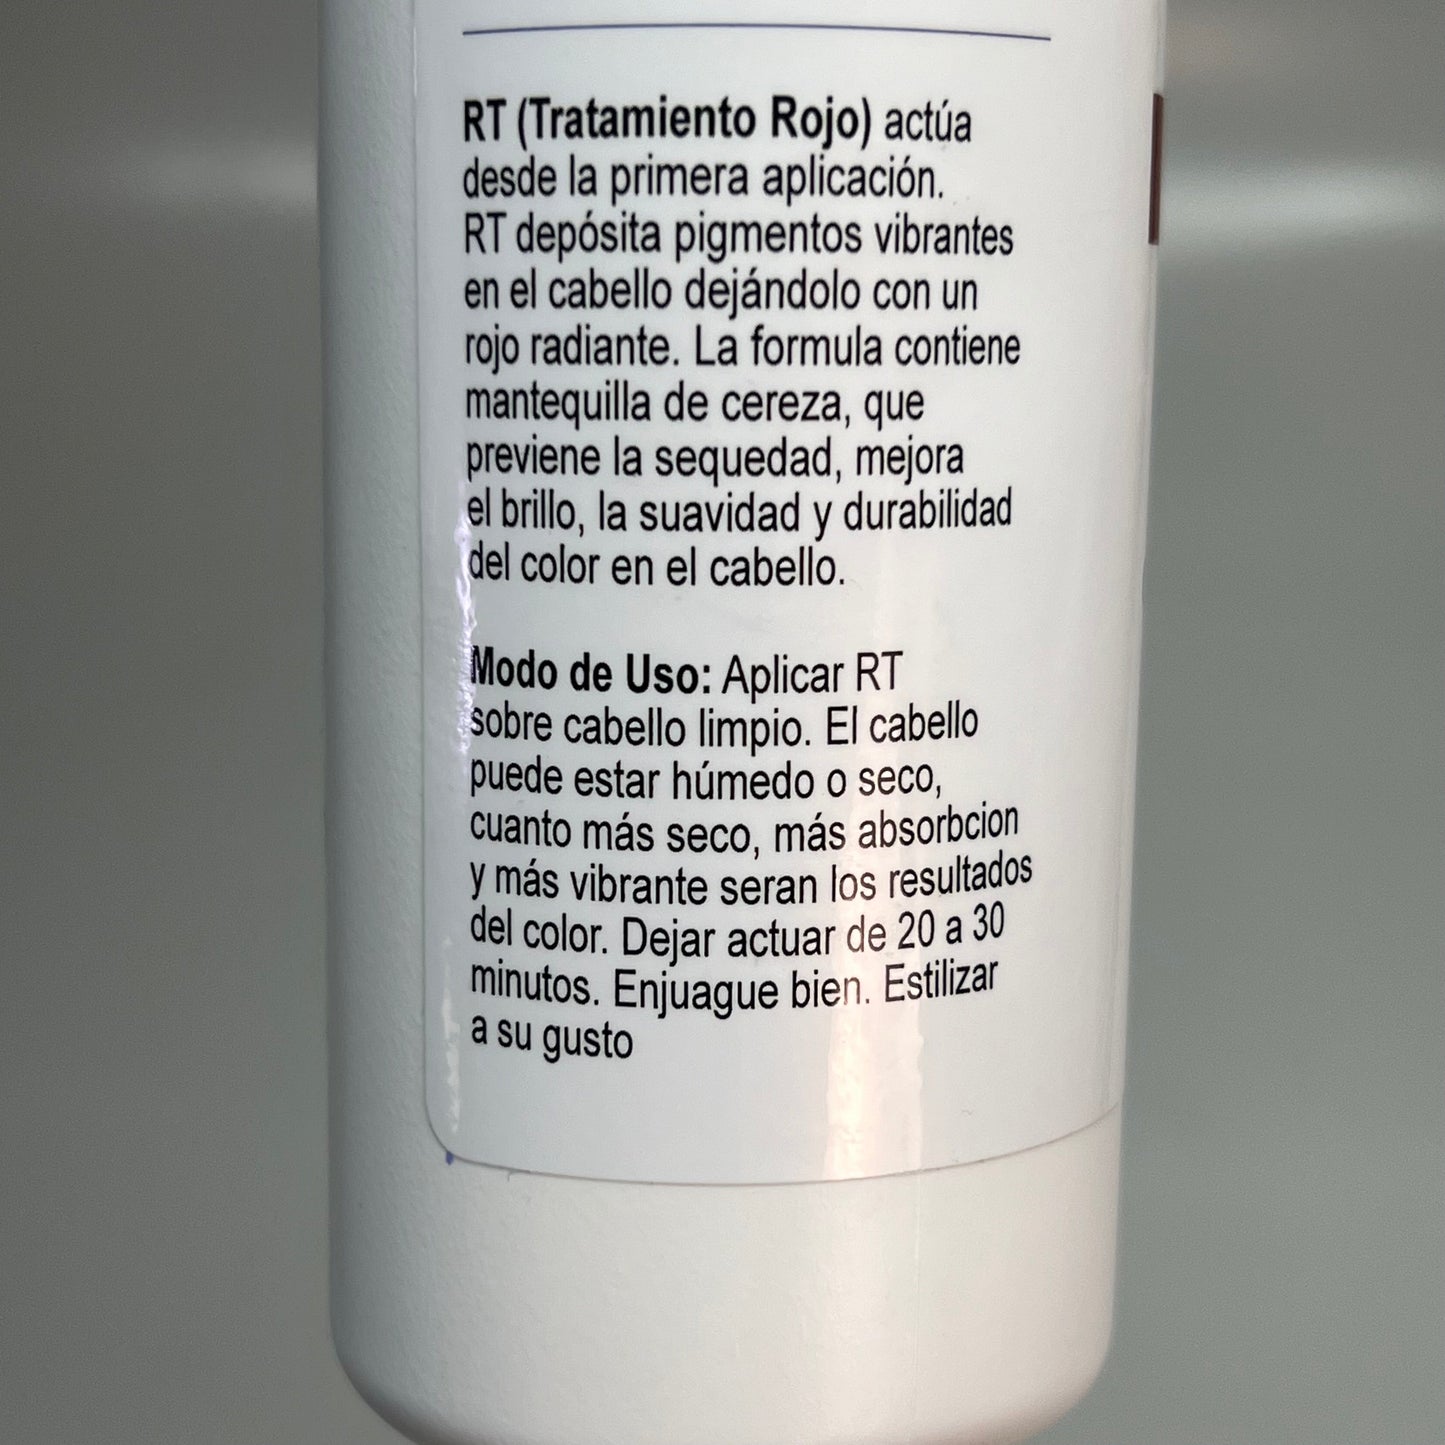 RT (Tratamiento Rojo) actúa
desde la primera aplicación.
RT depósita pigmentos vibrantes
en el cabello dejándolo con un
rojo radiante. La formula contiene
mantequilla de cereza, que
previene la sequedad, mejora
el brillo, la suavidad y durabilidad
del color en el cabello.
Modo de Uso: Aplicar RT
sobre cabello limpio. El cabello
puede estar húmedo o seco,
cuanto más seco, más absorbcion
y más vibrante seran los resultados
del color. Dejar actuar de 20 a 30
minutos. Enjuague bien. Estilizar
a su gusto